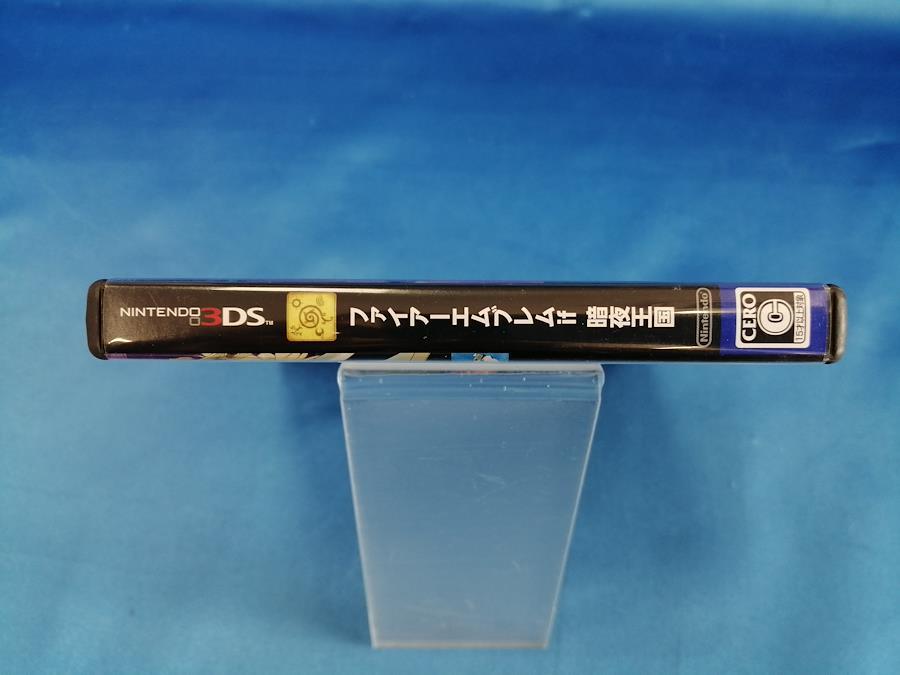 NINTENDO 3DS™
ファイアーエムブレムif 暗夜王国
Nintendo
CERO
C
15才以上対象